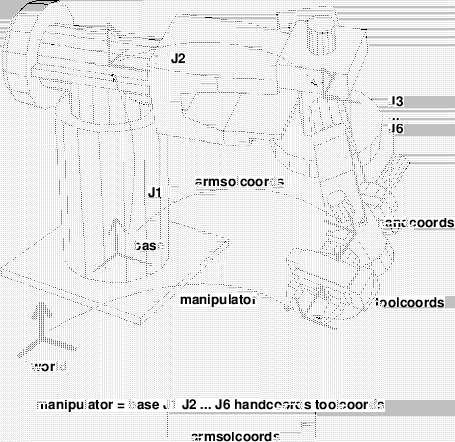 J2
J3
...
J6
armsolcoords
J1
handcoords
base
manipulator
toolcoords
world
manipulator = base J1 J2 ... J6 handcoords toolcoords
armsolcoords